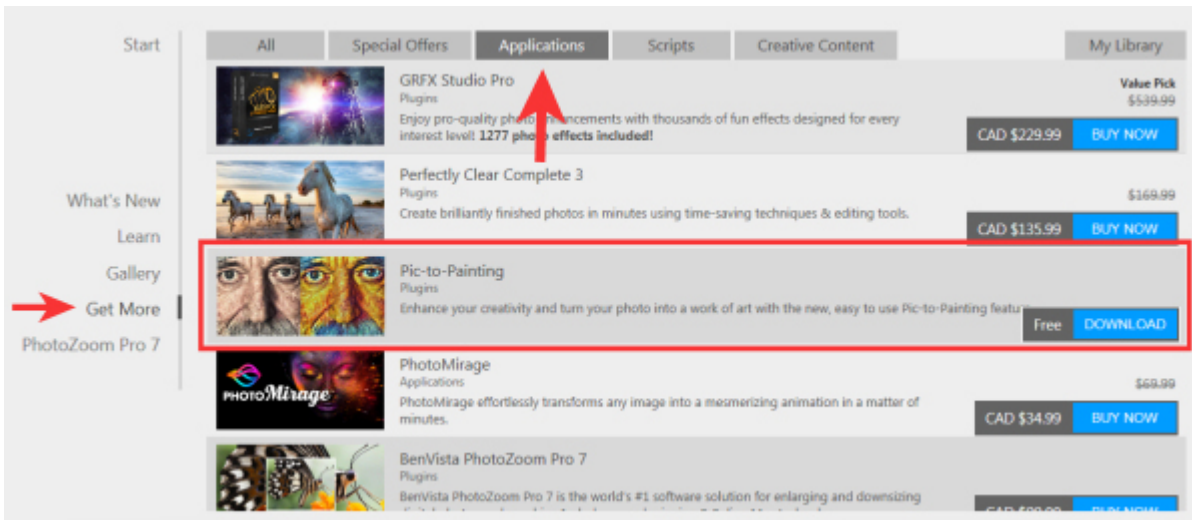 Start
All
Special Offers
Applications
Scripts
Creative Content
My Library
GRFX Studio Pro
Plugins
Enjoy pro-quality photo enhancements with thousands of fun effects designed for every
interest level! 1277 photo effects included!
Value Pick
$539.99
CAD $229.99
BUY NOW
What's New
Learn
Gallery
Get More
PhotoZoom Pro 7
Perfectly Clear Complete 3
Plugins
Create brilliantly finished photos in minutes using time-saving techniques & editing tools.
$169.99
CAD $135.99
BUY NOW
Pic-to-Painting
Plugins
Enhance your creativity and turn your photo into a work of art with the new, easy to use Pic-to-Painting feature
Free
DOWNLOAD
PHOTOMirage
PhotoMirage
Applications
PhotoMirage effortlessly transforms any image into a mesmerizing animation in a matter of
minutes.
$69.99
CAD $34.99
BUY NOW
BenVista PhotoZoom Pro 7
Plugins
BenVista PhotoZoom Pro 7 is the world's #1 software solution for enlarging and downsizing